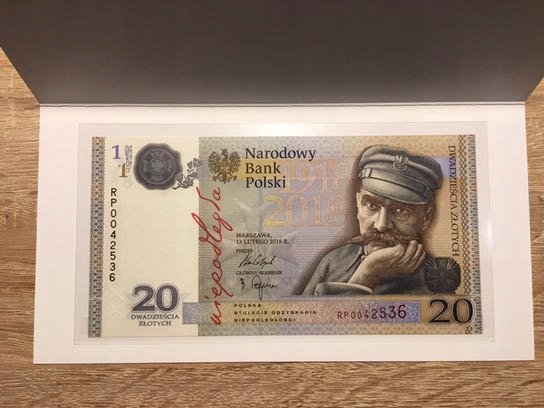 1
1
RP0042536
Narodowy
Bank
Polski
1918
2018
WARSZAWA,
13 LUTEGO 2018 R.
PREZES
GŁÓWNY SKARBNIK
niepodległa
20
DWADZIEŚCIA
ZŁOTYCH
POLSKA
STULECIE ODZYSKANIA
NIEPODLEGŁOŚCI
RP0042536
20
DWADZIEŚCIA ZŁOTYCH